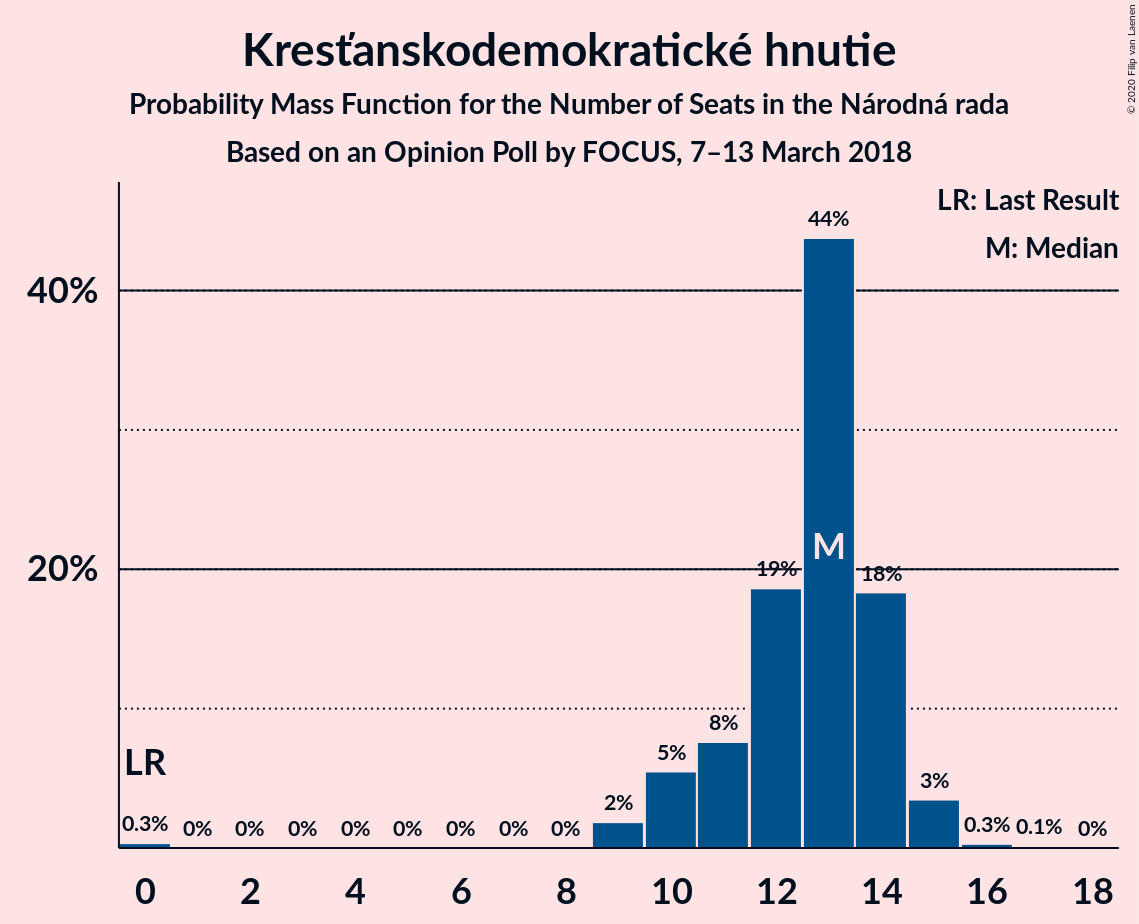 Kresťanskodemokratické hnutie
Probability Mass Function for the Number of Seats in the Národná rada
Based on an Opinion Poll by FOCUS, 7–13 March 2018
© 2020 Filip van Laenen
LR: Last Result
M: Median
44%
40%
M
20%
19%
18%
8%
LR
5%
3%
2%
0.3% 0% 0% 0% 0% 0% 0% 0% 0% 0.3% 0.1% 0%
0 2 4 6 8 10 12 14 16 18